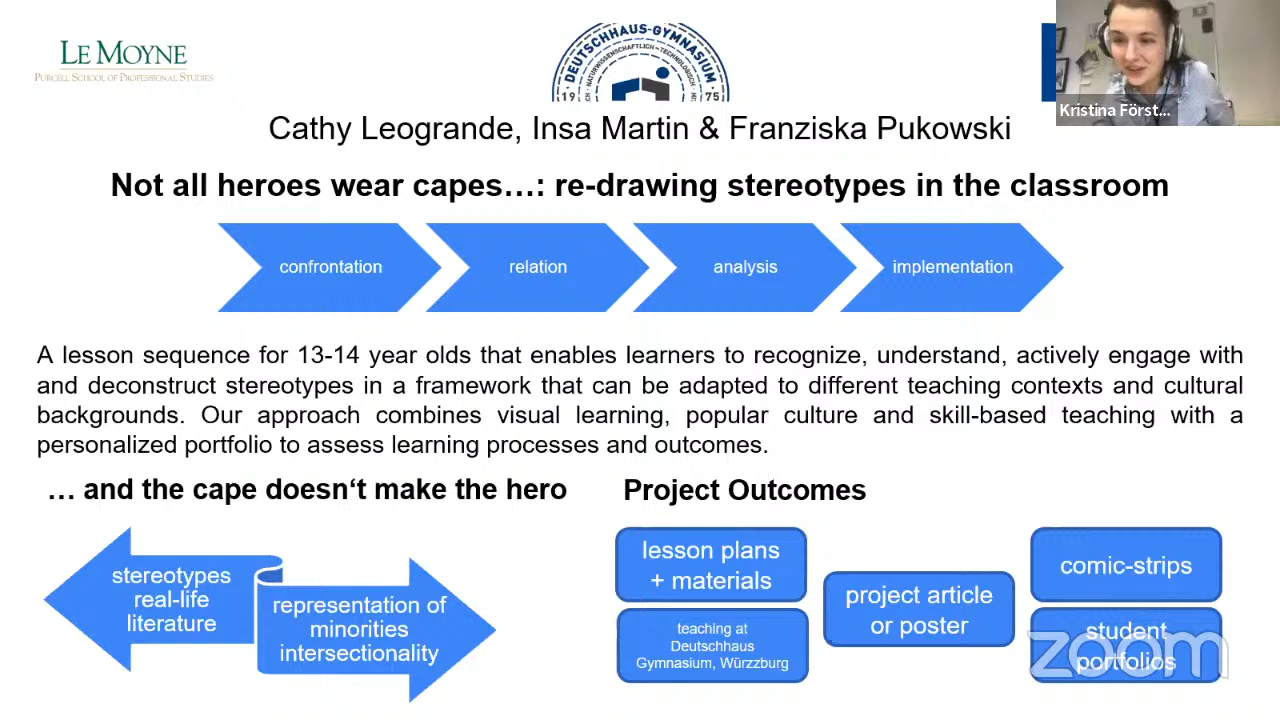 LE MOYNE
PURCELL SCHOOL OF PROFESSIONAL STUDIES
DEUTSCHHAUS-GYMNASIUM
NATURWISSENSCHAFTLICH-TECHNOLOGISCH
19 75
Kristina Först...
Cathy Leogrande, Insa Martin & Franziska Pukowski
Not all heroes wear capes…: re-drawing stereotypes in the classroom
confrontation
relation
analysis
implementation
A lesson sequence for 13-14 year olds that enables learners to recognize, understand, actively engage with
and deconstruct stereotypes in a framework that can be adapted to different teaching contexts and cultural
backgrounds. Our approach combines visual learning, popular culture and skill-based teaching with a
personalized portfolio to assess learning processes and outcomes.
… and the cape doesn‘t make the hero
stereotypes
real-life
literature
representation of
minorities
intersectionality
Project Outcomes
lesson plans
+ materials
teaching at
Deutschhaus
Gymnasium, Würzzburg
project article
or poster
comic-strips
student
portfolios
zoom